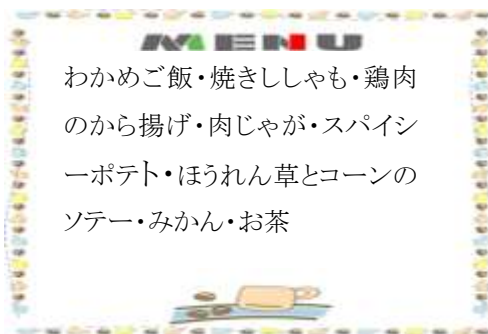 MENU
わかめご飯・焼きししゃも・鶏肉
のから揚げ・肉じゃが・スパイシ
ーポテト・ほうれん草とコーンの
ソテー・みかん・お茶